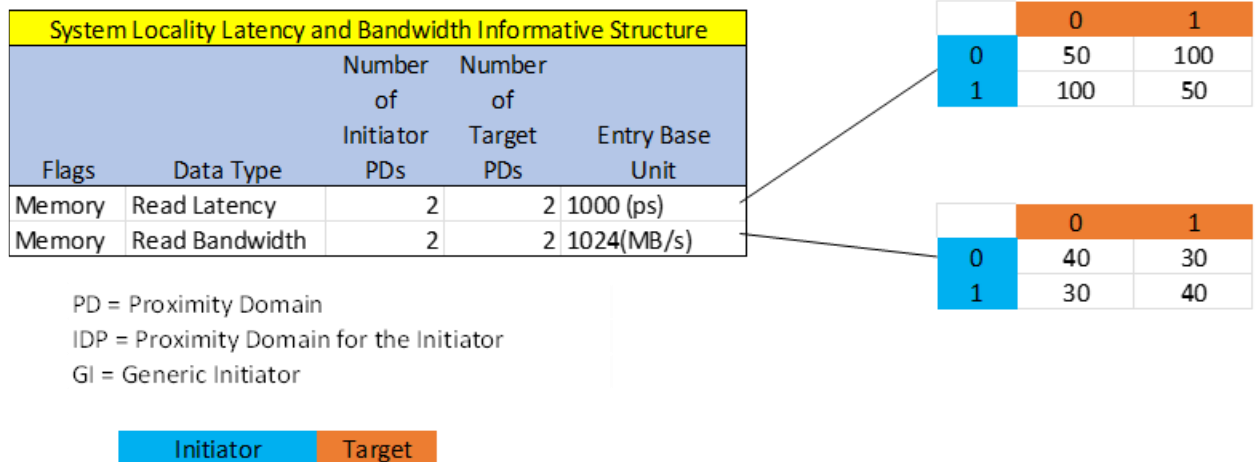 System Locality Latency and Bandwidth Informative Structure
Flags Data Type Number of Initiator PDs Number of Target PDs Entry Base Unit
Memory Read Latency 2 2 1000 (ps)
Memory Read Bandwidth 2 2 1024(MB/s)
0 1
0 50 100
1 100 50
0 1
0 40 30
1 30 40
PD = Proximity Domain
IDP = Proximity Domain for the Initiator
GI = Generic Initiator
Initiator Target